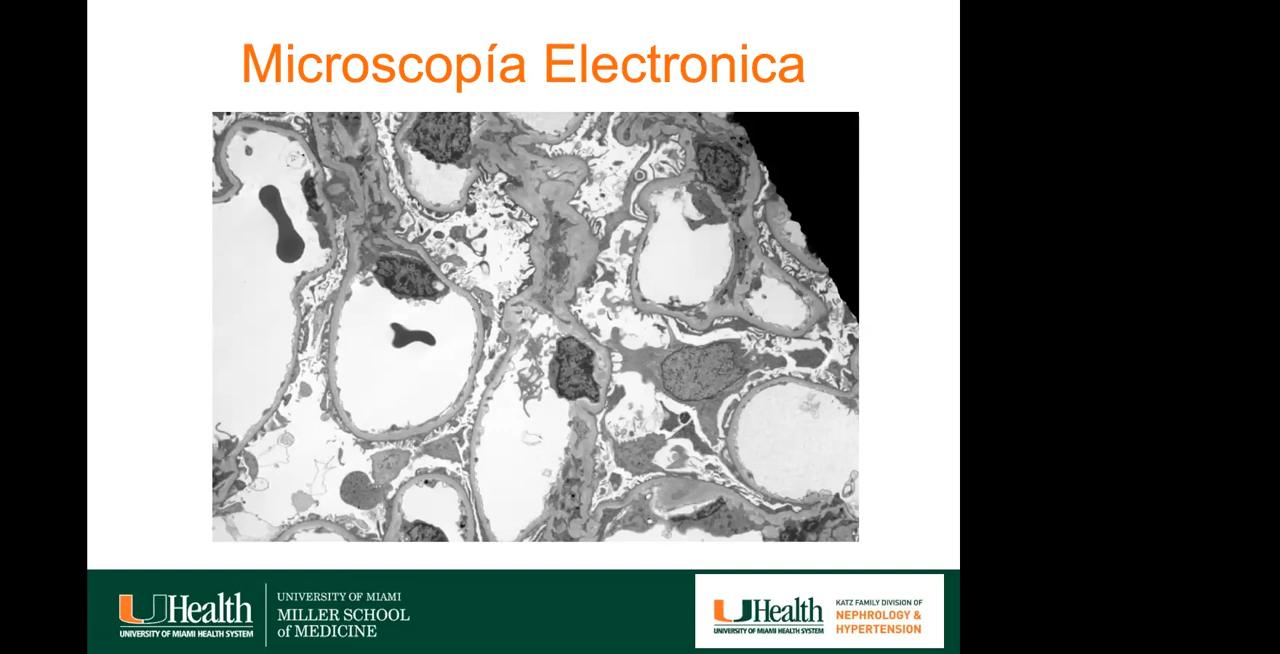 Microscopía Electronica
UHealth
UNIVERSITY OF MIAMI HEALTH SYSTEM
UNIVERSITY OF MIAMI
MILLER SCHOOL
of MEDICINE
UHealth
UNIVERSITY OF MIAMI HEALTH SYSTEM
KATZ FAMILY DIVISION OF
NEPHROLOGY &
HYPERTENSION